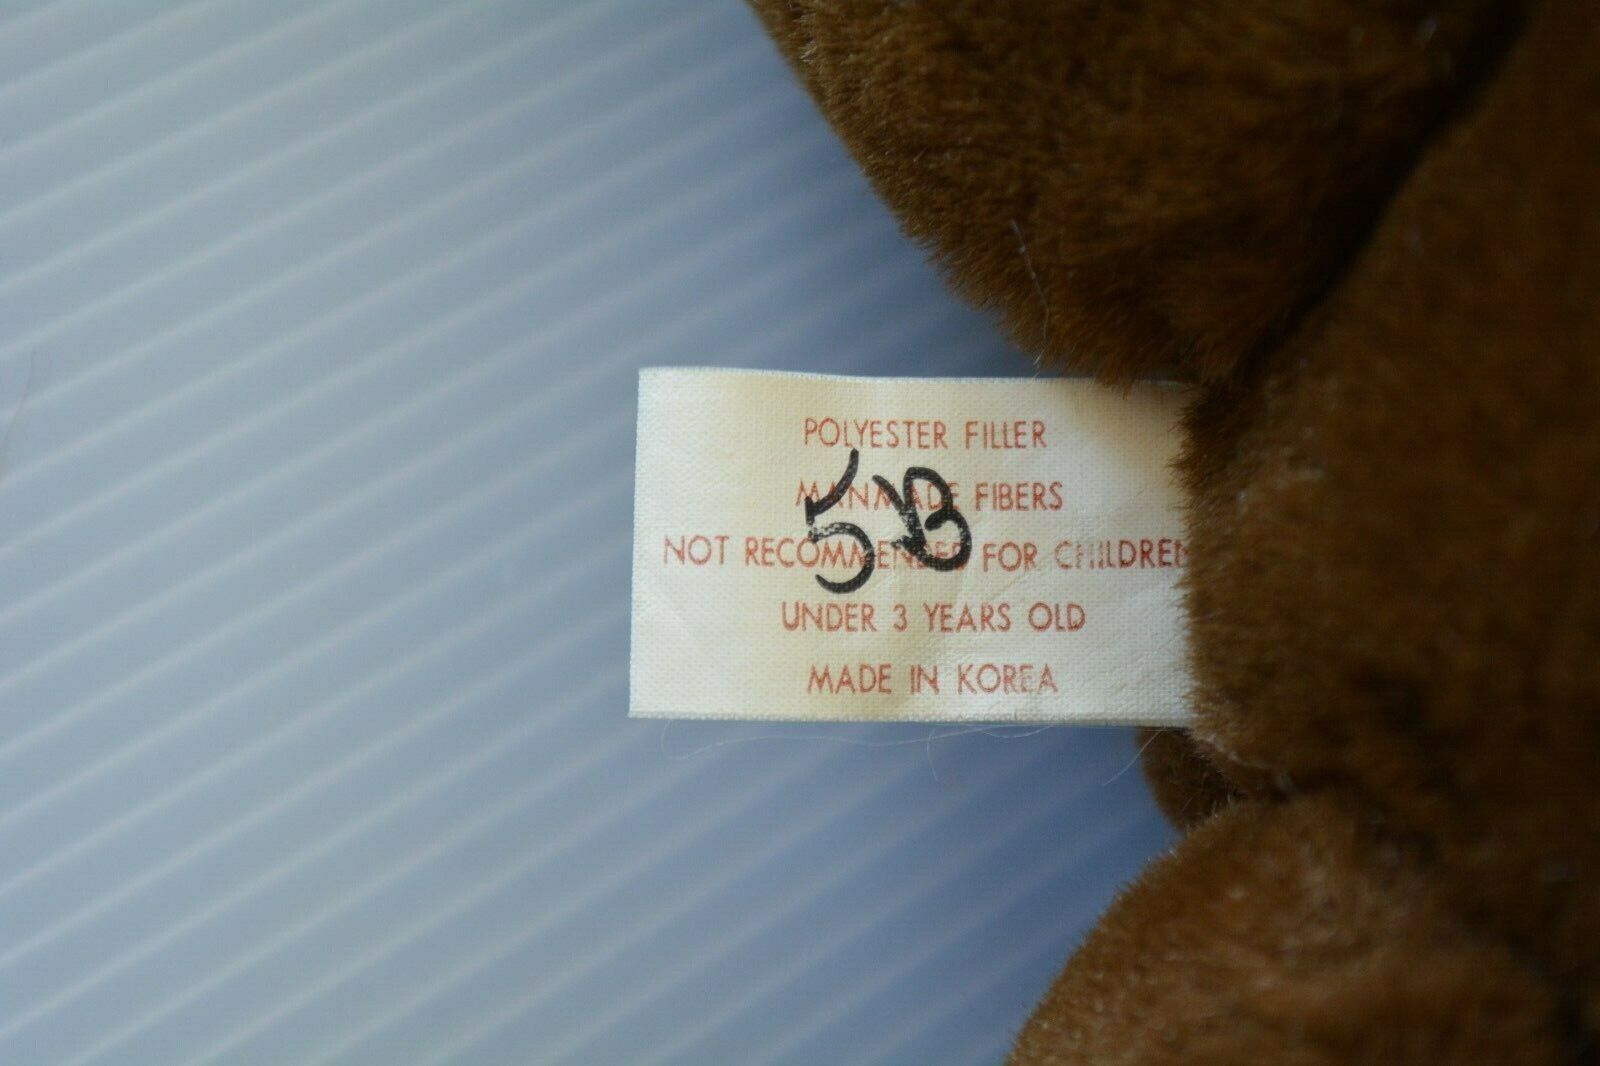 POLYESTER FILLER
MANMADE FIBERS
5B
NOT RECOMMENDED FOR CHILDREN
UNDER 3 YEARS OLD
MADE IN KOREA